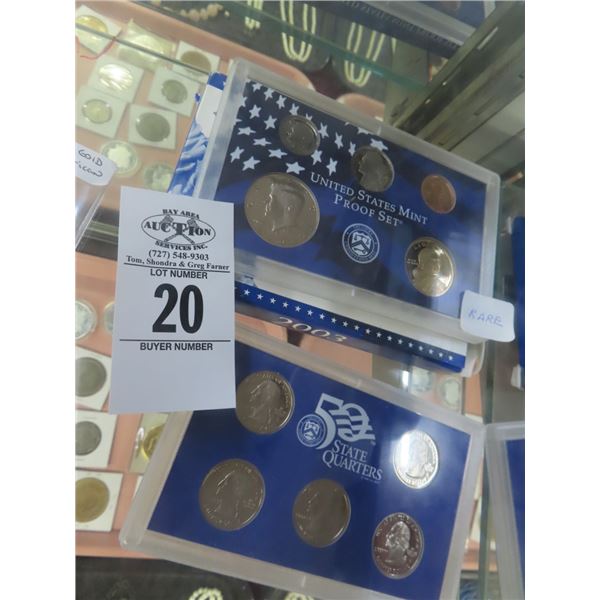 BAY AREA
AUCTION
SERVICES INC.
(727) 548-9303
Tom, Shondra & Greg Farner
LOT NUMBER
20
BUYER NUMBER
UNITED STATES MINT
PROOF SET
RARE
2003
50
STATE
QUARTERS
GOLD